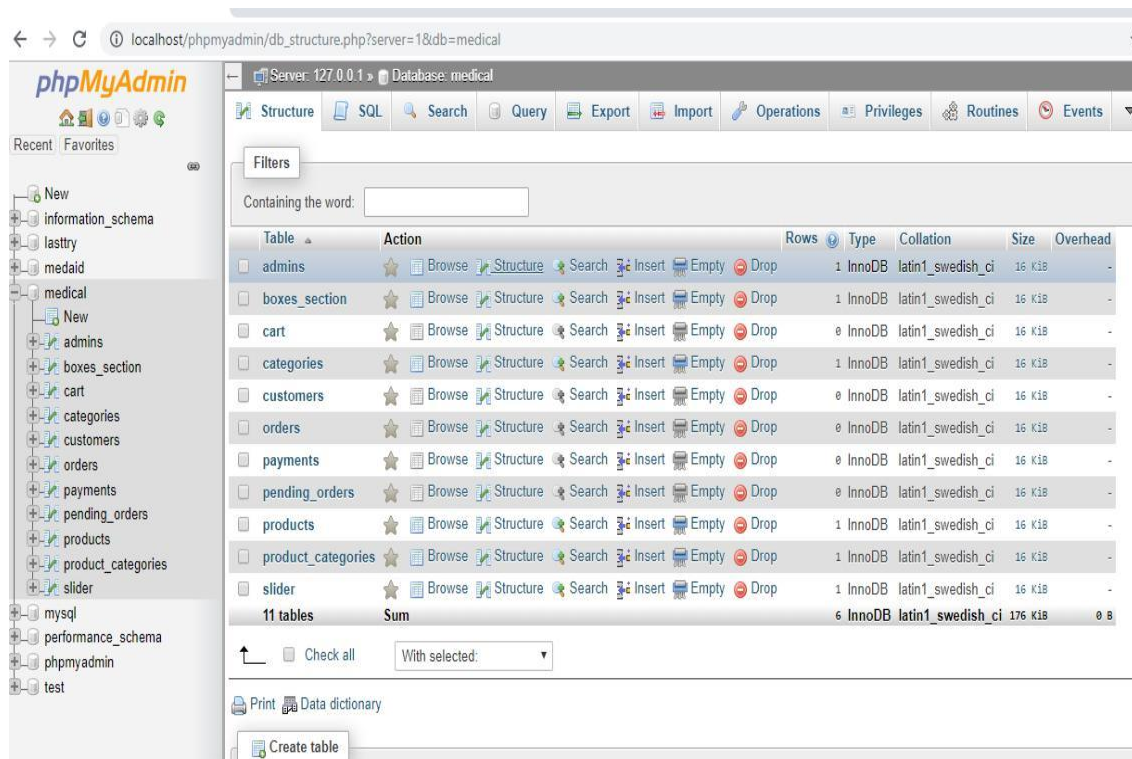 localhost/phpmyadmin/db_structure.php?server=1&db=medical
phpMyAdmin
Recent Favorites
New
information_schema
lasttry
medaid
medical
New
admins
boxes_section
cart
categories
customers
orders
payments
pending_orders
products
product_categories
slider
mysql
performance_schema
phpmyadmin
test
Server: 127.0.0.1 » Database: medical
Structure SQL Search Query Export Import Operations Privileges Routines Events
Filters
Containing the word:
Table Action Rows Type Collation Size Overhead
admins Browse Structure Search Insert Empty Drop 1 InnoDB latin1_swedish_ci 16 KiB -
boxes_section Browse Structure Search Insert Empty Drop 1 InnoDB latin1_swedish_ci 16 KiB -
cart Browse Structure Search Insert Empty Drop 0 InnoDB latin1_swedish_ci 16 KiB -
categories Browse Structure Search Insert Empty Drop 1 InnoDB latin1_swedish_ci 16 KiB -
customers Browse Structure Search Insert Empty Drop 0 InnoDB latin1_swedish_ci 16 KiB -
orders Browse Structure Search Insert Empty Drop 0 InnoDB latin1_swedish_ci 16 KiB -
payments Browse Structure Search Insert Empty Drop 0 InnoDB latin1_swedish_ci 16 KiB -
pending_orders Browse Structure Search Insert Empty Drop 0 InnoDB latin1_swedish_ci 16 KiB -
products Browse Structure Search Insert Empty Drop 1 InnoDB latin1_swedish_ci 16 KiB -
product_categories Browse Structure Search Insert Empty Drop 1 InnoDB latin1_swedish_ci 16 KiB -
slider Browse Structure Search Insert Empty Drop 1 InnoDB latin1_swedish_ci 16 KiB -
11 tables Sum 6 InnoDB latin1_swedish_ci 176 KiB 0 B
Check all With selected:
Print Data dictionary
Create table